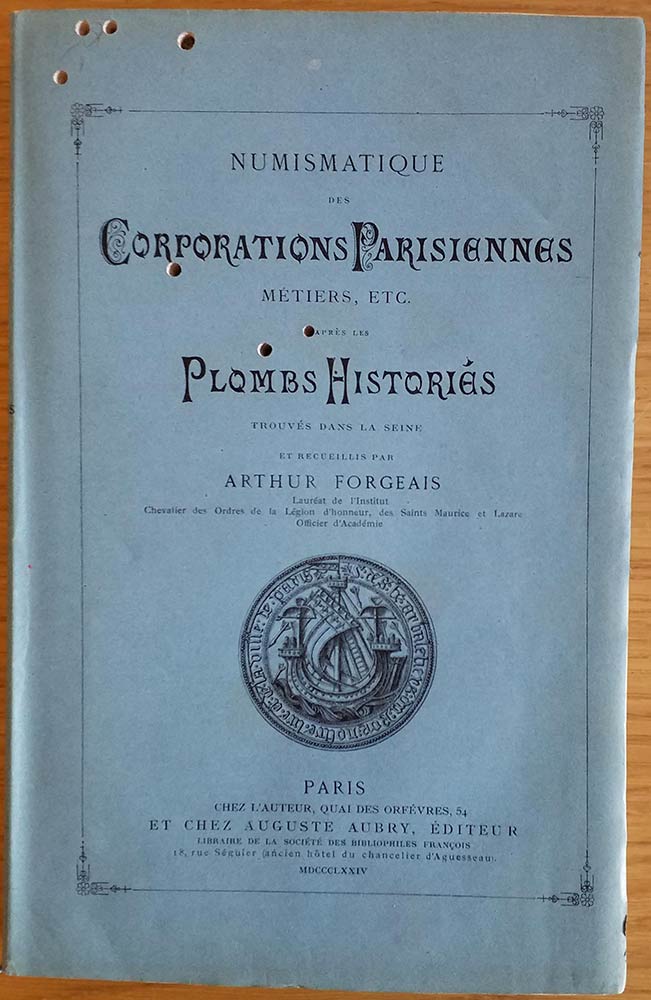 NUMISMATIQUE
DES
CORPORATIONS PARISIENNES
MÉTIERS, ETC.
APRÈS LES
PLOMBS HISTORIÉS
TROUVÉS DANS LA SEINE
ET RECUEILLIS PAR
ARTHUR FORGEAIS
Lauréat de l'Institut
Chevalier des Ordres de la Légion d'honneur, des Saints Maurice et Lazare
Officier d'Académie
PARIS
CHEZ L'AUTEUR, QUAI DES ORFÉVRES, 54
ET CHEZ AUGUSTE AUBRY, ÉDITEUR
LIBRAIRE DE LA SOCIÉTÉ DES BIBLIOPHILES FRANÇOIS
18, rue Séguier (ancien hôtel du chancelier d'Aguesseau).
MDCCCLXXIV